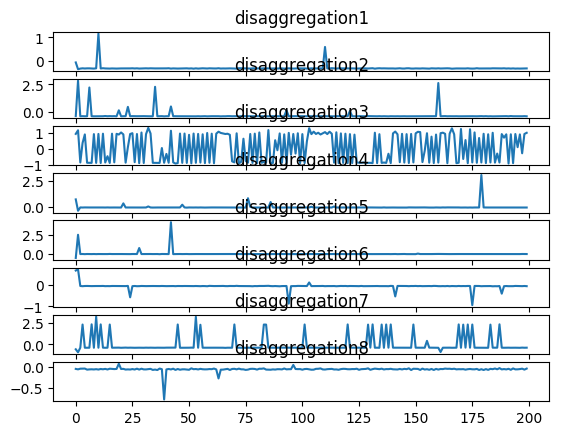 disaggregation1
1
0
disaggregation2
2.5
0.0
disaggregation3
1
0
−1
disaggregation4
2.5
0.0
disaggregation5
2.5
0.0
disaggregation6
0
−1
disaggregation7
2.5
0.0
disaggregation8
0.0
−0.5
0 25 50 75 100 125 150 175 200